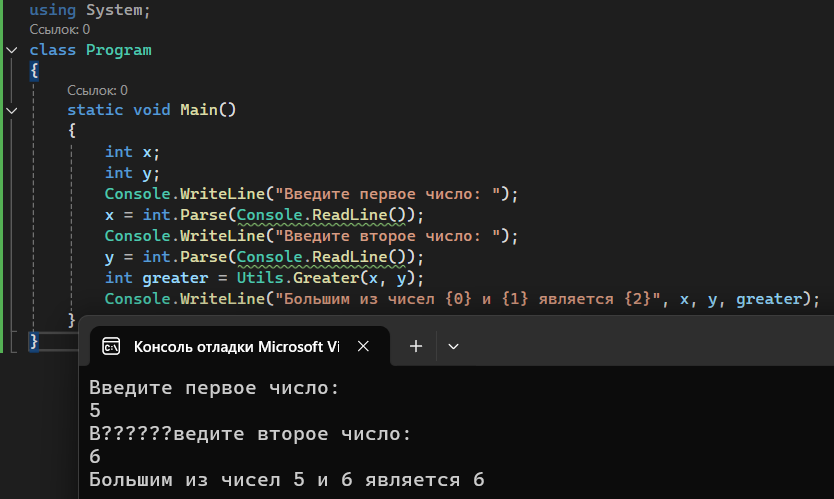 using System;
Ссылок: 0
class Program
{
Ссылок: 0
static void Main()
{
int x;
int y;
Console.WriteLine("Введите первое число: ");
x = int.Parse(Console.ReadLine());
Console.WriteLine("Введите второе число: ");
y = int.Parse(Console.ReadLine());
int greater = Utils.Greater(x, y);
Console.WriteLine("Большим из чисел {0} и {1} является {2}", x, y, greater);
}
}
Консоль отладки Microsoft Vi
Введите первое число:
5
В??????ведите второе число:
6
Большим из чисел 5 и 6 является 6